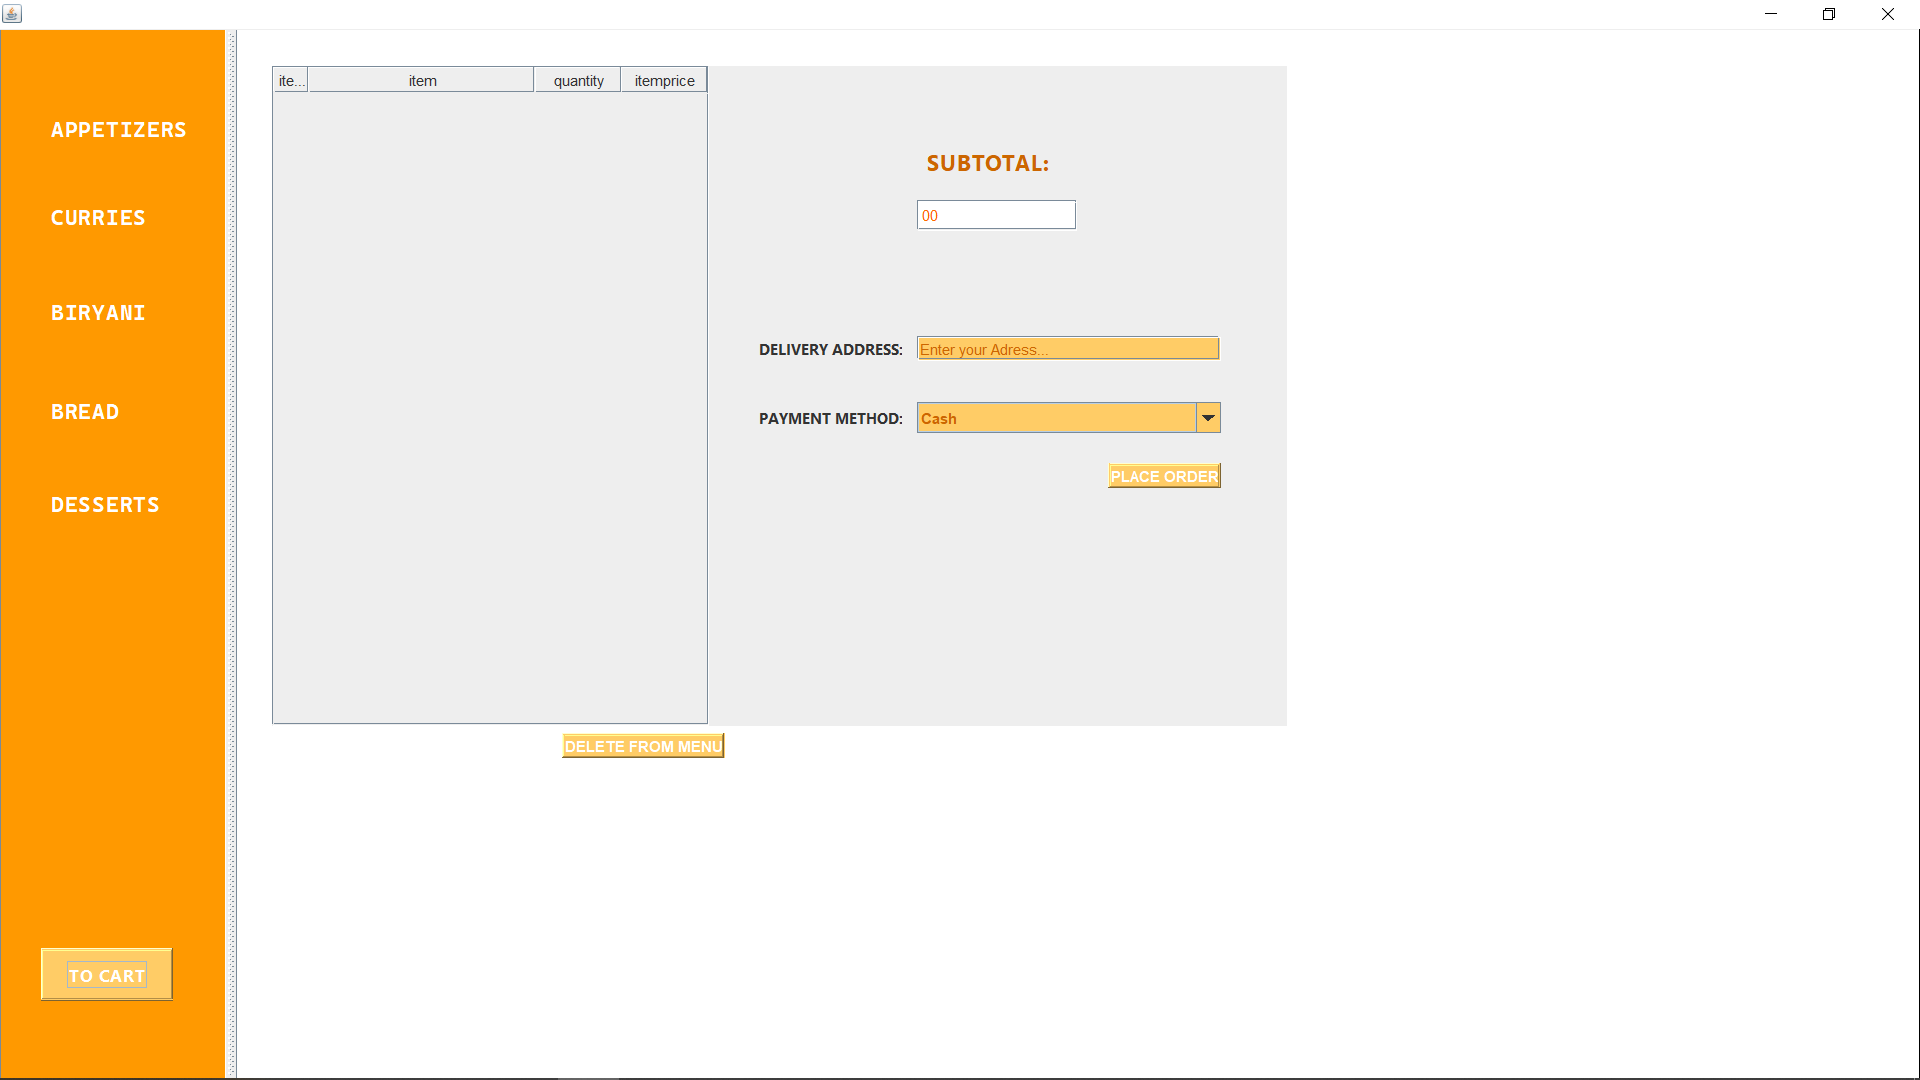 APPETIZERS
CURRIES
BIRYANI
BREAD
DESSERTS
TO CART
ite... item quantity itemprice
DELETE FROM MENU
SUBTOTAL:
00
DELIVERY ADDRESS: Enter your Adress...
PAYMENT METHOD: Cash
PLACE ORDER